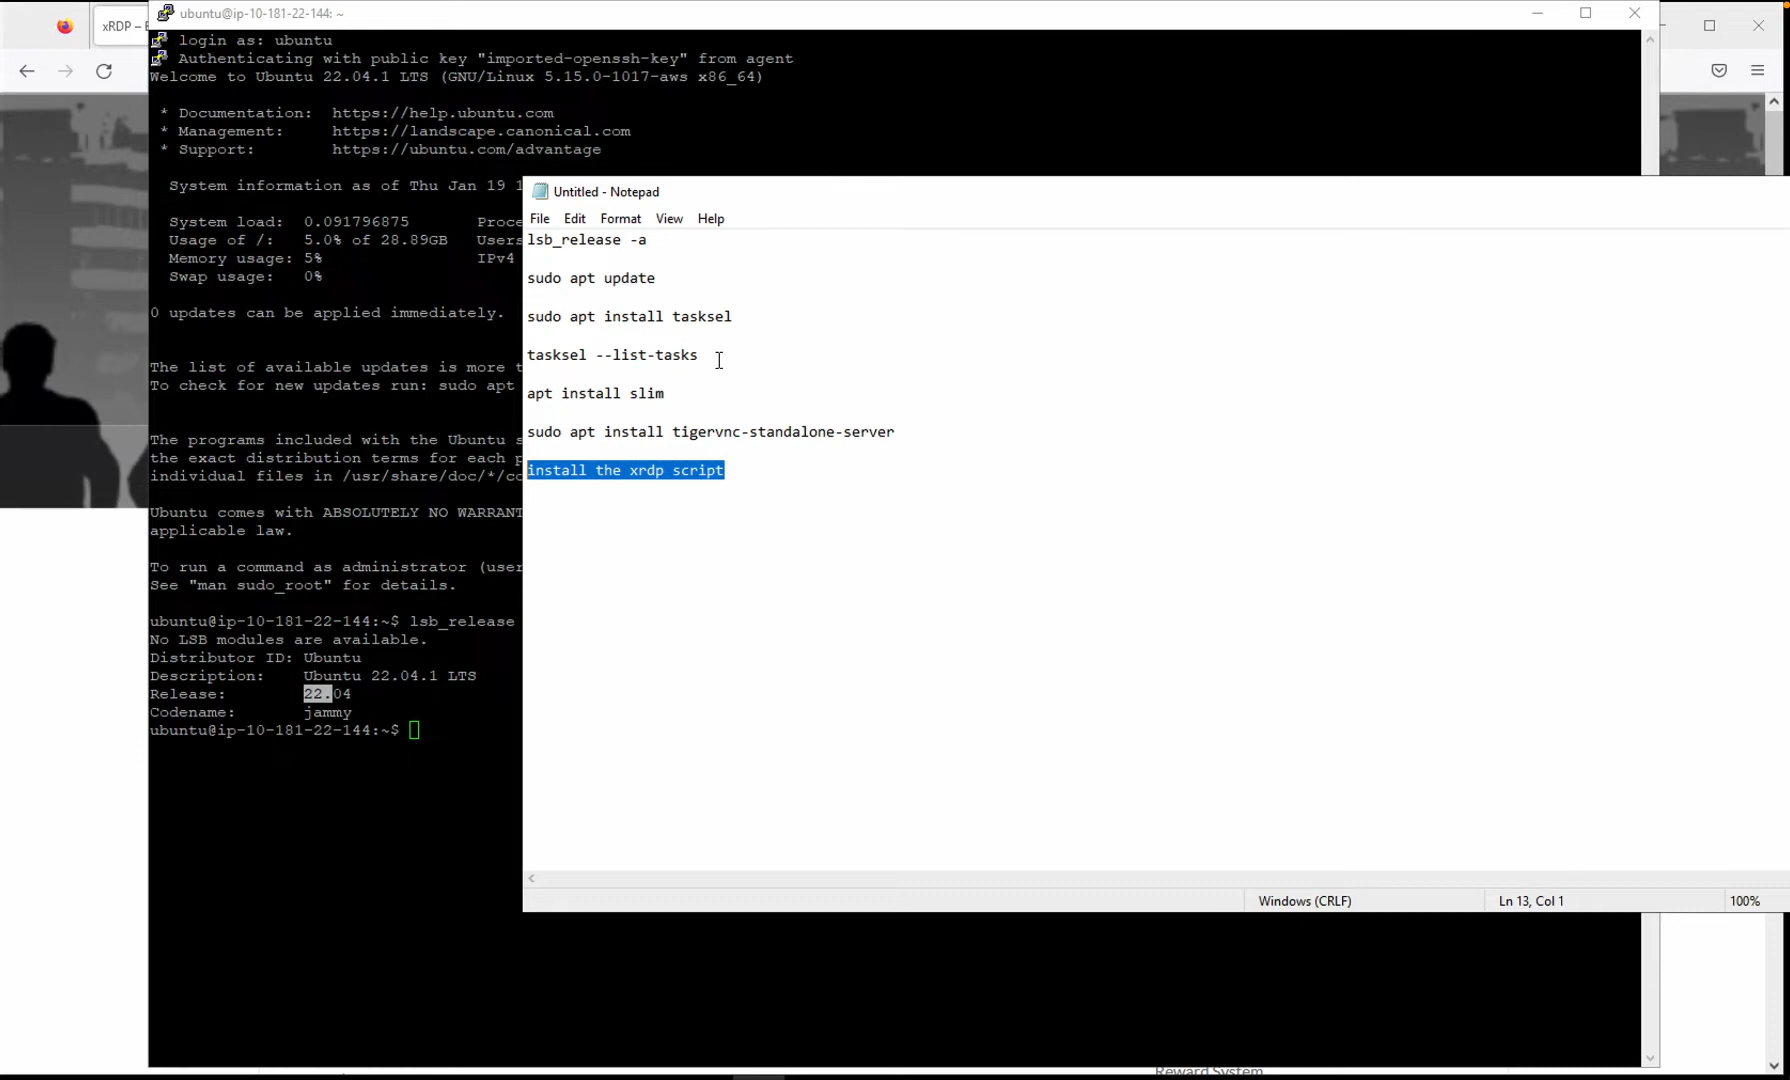 xRDP –
ubuntu@ip-10-181-22-144: ~
login as: ubuntu
Authenticating with public key "imported-openssh-key" from agent
Welcome to Ubuntu 22.04.1 LTS (GNU/Linux 5.15.0-1017-aws x86_64)
* Documentation: https://help.ubuntu.com
* Management: https://landscape.canonical.com
* Support: https://ubuntu.com/advantage
System information as of Thu Jan 19 1
System load: 0.091796875 Proce
Usage of /: 5.0% of 28.89GB Users
Memory usage: 5% IPv4
Swap usage: 0%
0 updates can be applied immediately.
The list of available updates is more t
To check for new updates run: sudo apt
The programs included with the Ubuntu s
the exact distribution terms for each p
individual files in /usr/share/doc/*/co
Ubuntu comes with ABSOLUTELY NO WARRANT
applicable law.
To run a command as administrator (user
See "man sudo_root" for details.
ubuntu@ip-10-181-22-144:~$ lsb_release
No LSB modules are available.
Distributor ID: Ubuntu
Description: Ubuntu 22.04.1 LTS
Release: 22.04
Codename: jammy
ubuntu@ip-10-181-22-144:~$
Untitled - Notepad
File Edit Format View Help
lsb_release -a
sudo apt update
sudo apt install tasksel
tasksel --list-tasks
apt install slim
sudo apt install tigervnc-standalone-server
install the xrdp script
Windows (CRLF) Ln 13, Col 1 100%
Reward System